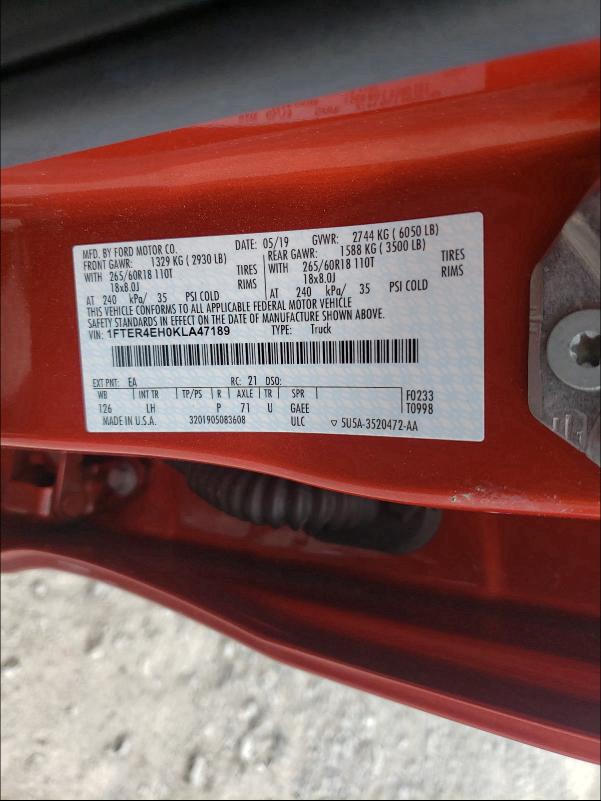 MFD. BY FORD MOTOR CO. DATE: 05/19 GVWR: 2744 KG ( 6050 LB)
FRONT GAWR: 1329 KG ( 2930 LB) REAR GAWR: 1588 KG ( 3500 LB)
WITH 265/60R18 110T TIRES WITH 265/60R18 110T TIRES
18x8.0J RIMS 18x8.0J RIMS
AT 240 kPa/ 35 PSI COLD AT 240 kPa/ 35 PSI COLD
THIS VEHICLE CONFORMS TO ALL APPLICABLE FEDERAL MOTOR VEHICLE
SAFETY STANDARDS IN EFFECT ON THE DATE OF MANUFACTURE SHOWN ABOVE.
VIN: 1FTER4EH0KLA47189 TYPE: Truck
EXT PNT: EA RC: 21 DSO:
WB INT TR TP/PS R AXLE TR SPR F0233
126 LH P 71 U GAEE T0998
MADE IN U.S.A. 3201905083608 ULC ▽ 5U5A-3520472-AA